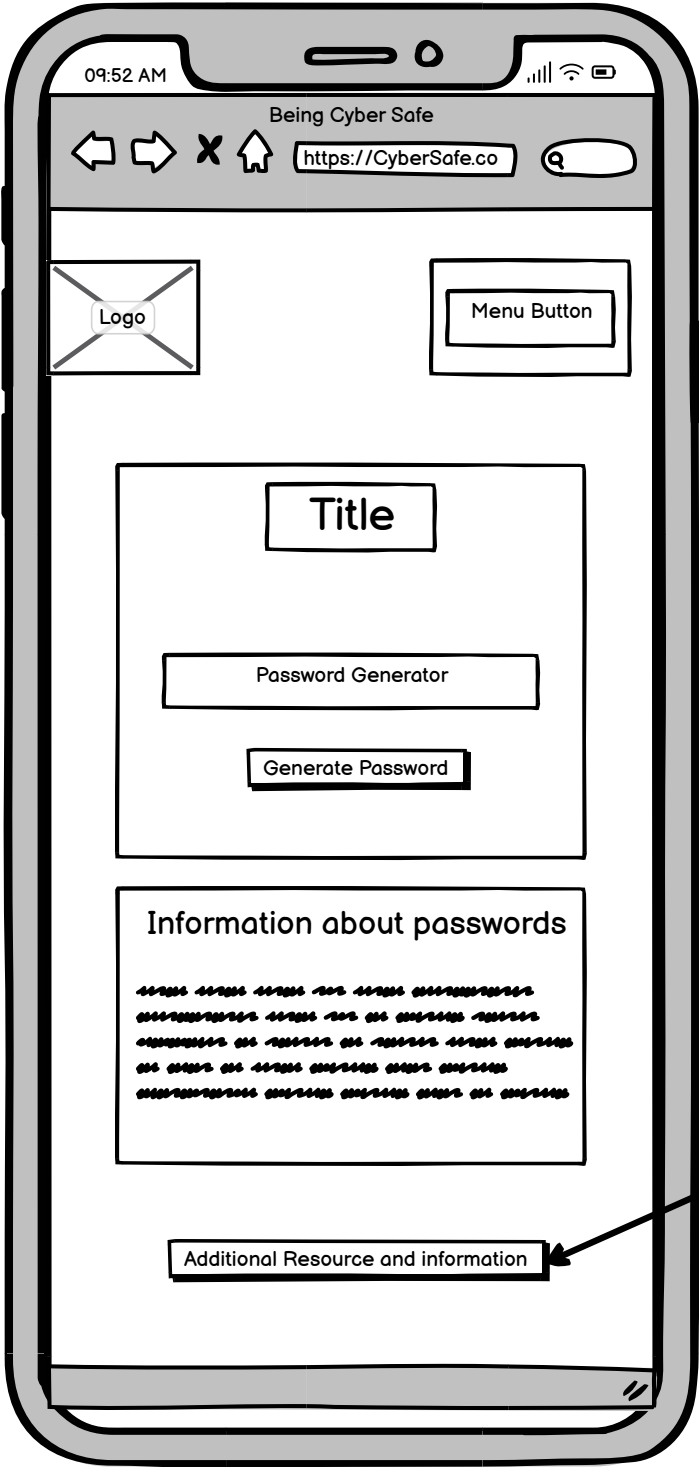 09:52 AM
Being Cyber Safe
https://CyberSafe.co
Logo
Menu Button
Title
Password Generator
Generate Password
Information about passwords
Additional Resource and information